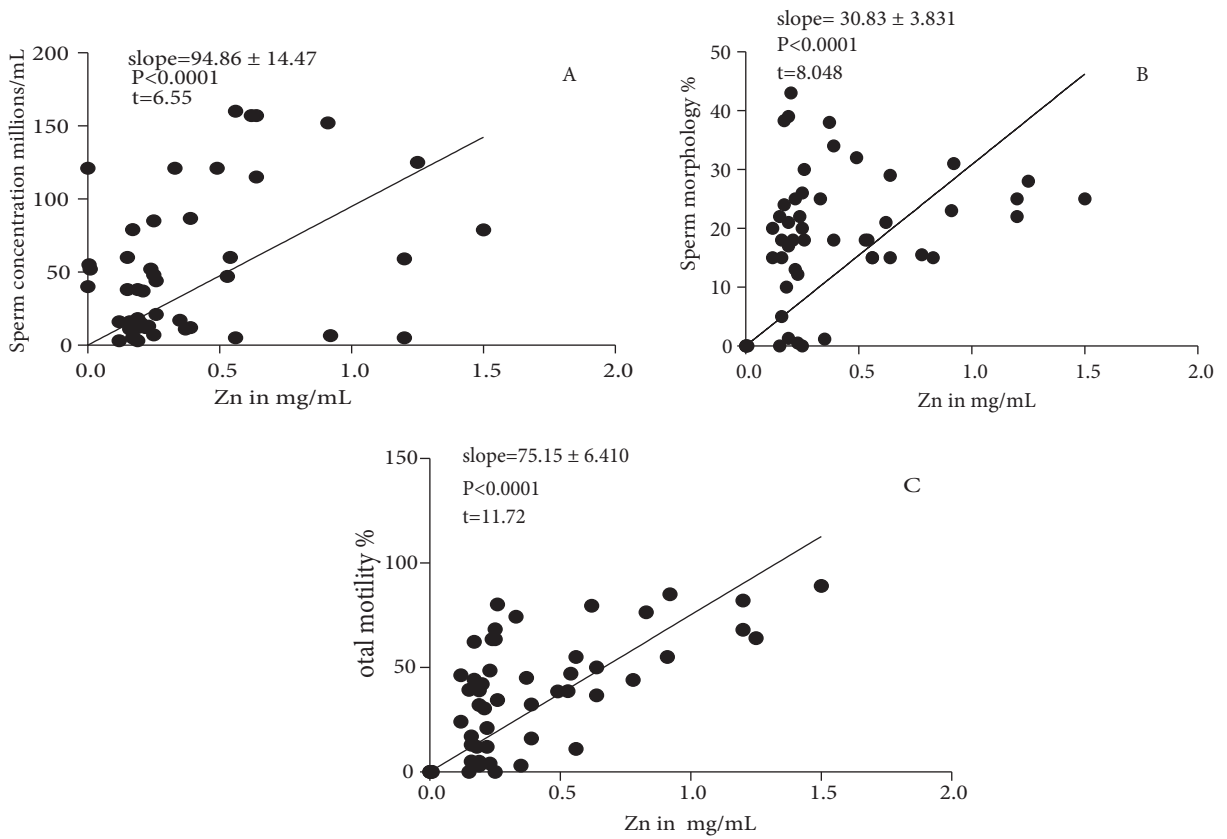 slope=94.86 ± 14.47
P<0.0001
t=6.55
A
Sperm concentration millions/mL
200
150
100
50
0
0.0 0.5 1.0 1.5 2.0
Zn in mg/mL
slope= 30.83 ± 3.831
P<0.0001
t=8.048
B
Sperm morphology %
50
40
30
20
10
0
0.0 0.5 1.0 1.5 2.0
Zn in mg/mL
slope=75.15 ± 6.410
P<0.0001
t=11.72
C
otal motility %
150
100
50
0
0.0 0.5 1.0 1.5 2.0
Zn in mg/mL